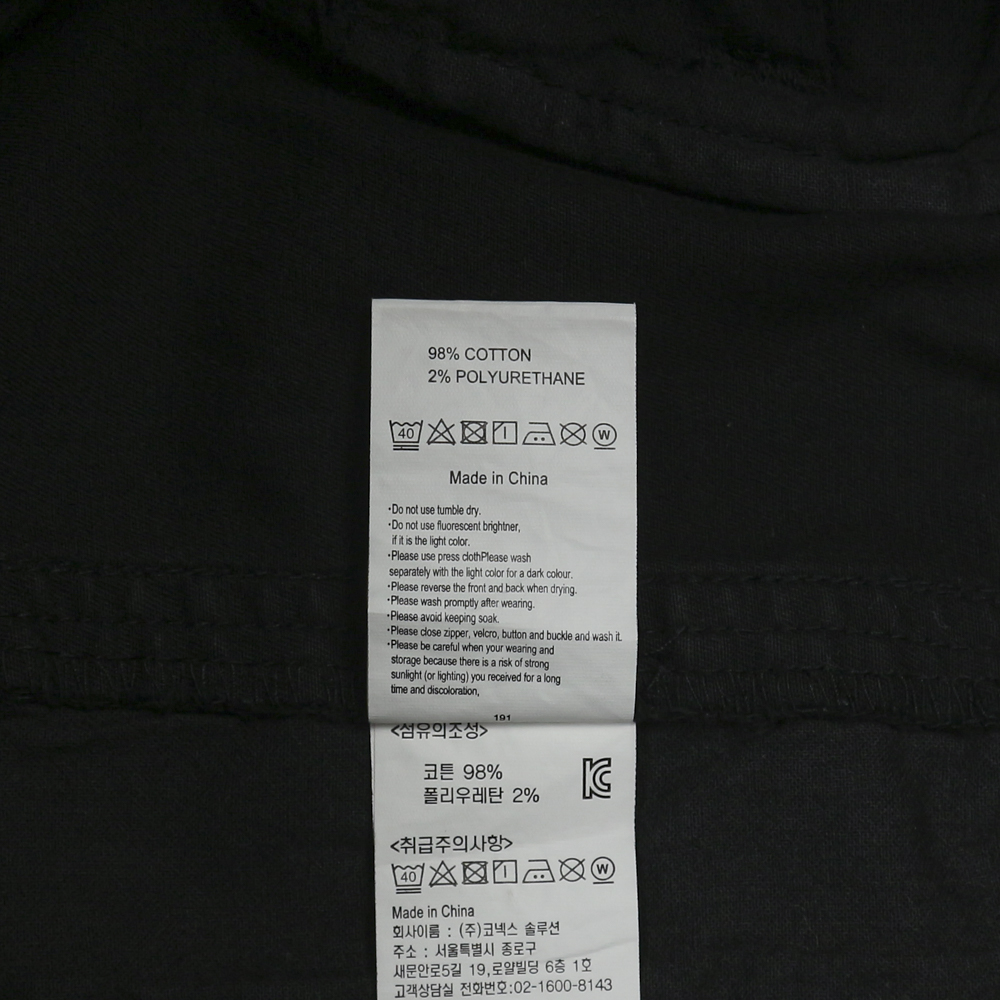 98% COTTON
2% POLYURETHANE
40
W
Made in China
·Do not use tumble dry.
·Do not use fluorescent brightner,
if it is the light color.
·Please use press clothPlease wash
separately with the light color for a dark colour.
·Please reverse the front and back when drying.
·Please wash promptly after wearing.
·Please avoid keeping soak.
·Please close zipper, velcro, button and buckle and wash it.
·Please be careful when your wearing and
storage because there is a risk of strong
sunlight (or lighting) you received for a long
time and discoloration,
191
<섬유의조성>
코튼 98%
폴리우레탄 2%
KC
<취급주의사항>
40
W
Made in China
회사이름 : (주)코넥스 솔루션
주소 : 서울특별시 종로구
새문안로5길 19,로얄빌딩 6층 1호
고객상담실 전화번호:02-1600-8143